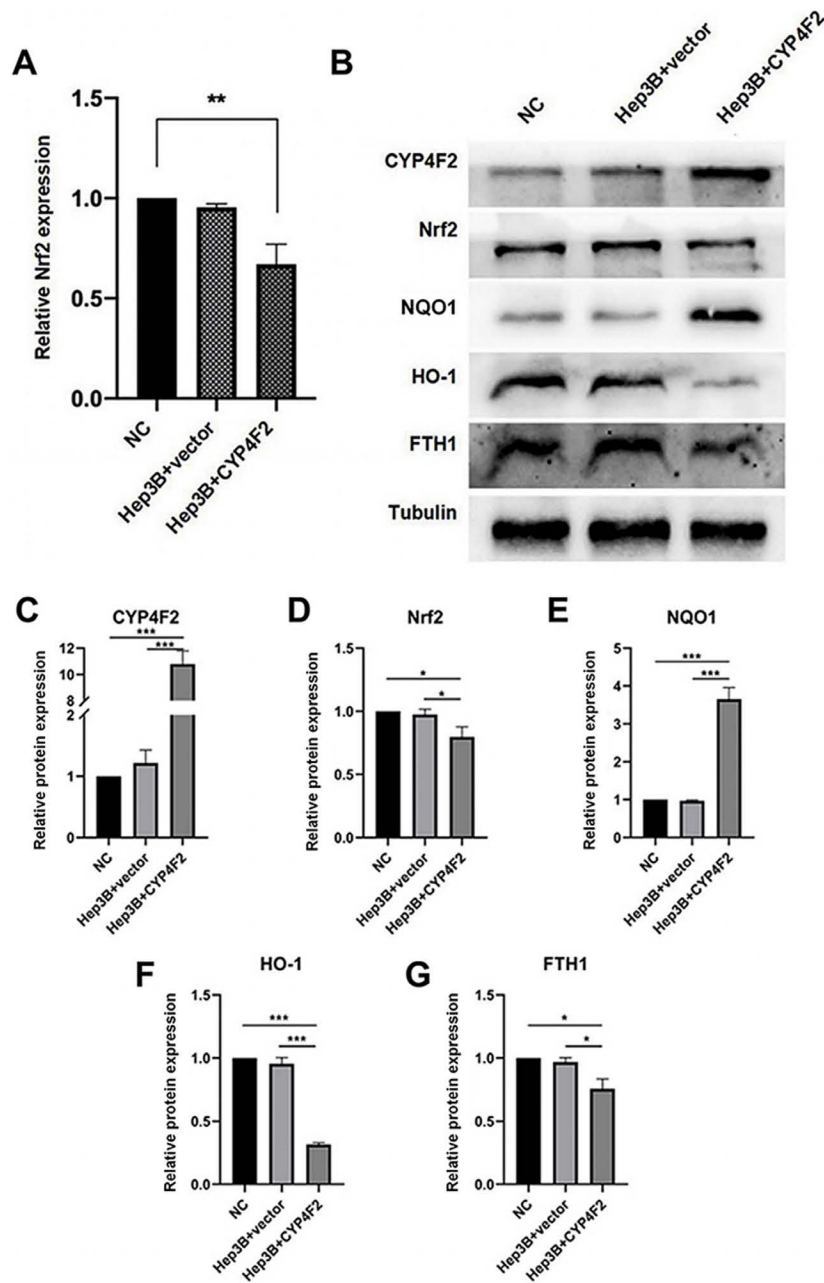 A
Relative Nrf2 expression
1.5
1.0
0.5
0.0
**
NC
Hep3B+vector
Hep3B+CYP4F2
B
NC
Hep3B+vector
Hep3B+CYP4F2
CYP4F2
Nrf2
NQO1
HO-1
FTH1
Tubulin
C
CYP4F2
Relative protein expression
12
10
8
2
1
0
***
***
NC
Hep3B+vector
Hep3B+CYP4F2
D
Nrf2
Relative protein expression
1.5
1.0
0.5
0.0
*
*
NC
Hep3B+vector
Hep3B+CYP4F2
E
NQO1
Relative protein expression
5
4
3
2
1
0
***
***
NC
Hep3B+vector
Hep3B+CYP4F2
F
HO-1
Relative protein expression
1.5
1.0
0.5
0.0
***
***
NC
Hep3B+vector
Hep3B+CYP4F2
G
FTH1
Relative protein expression
1.5
1.0
0.5
0.0
*
*
NC
Hep3B+vector
Hep3B+CYP4F2